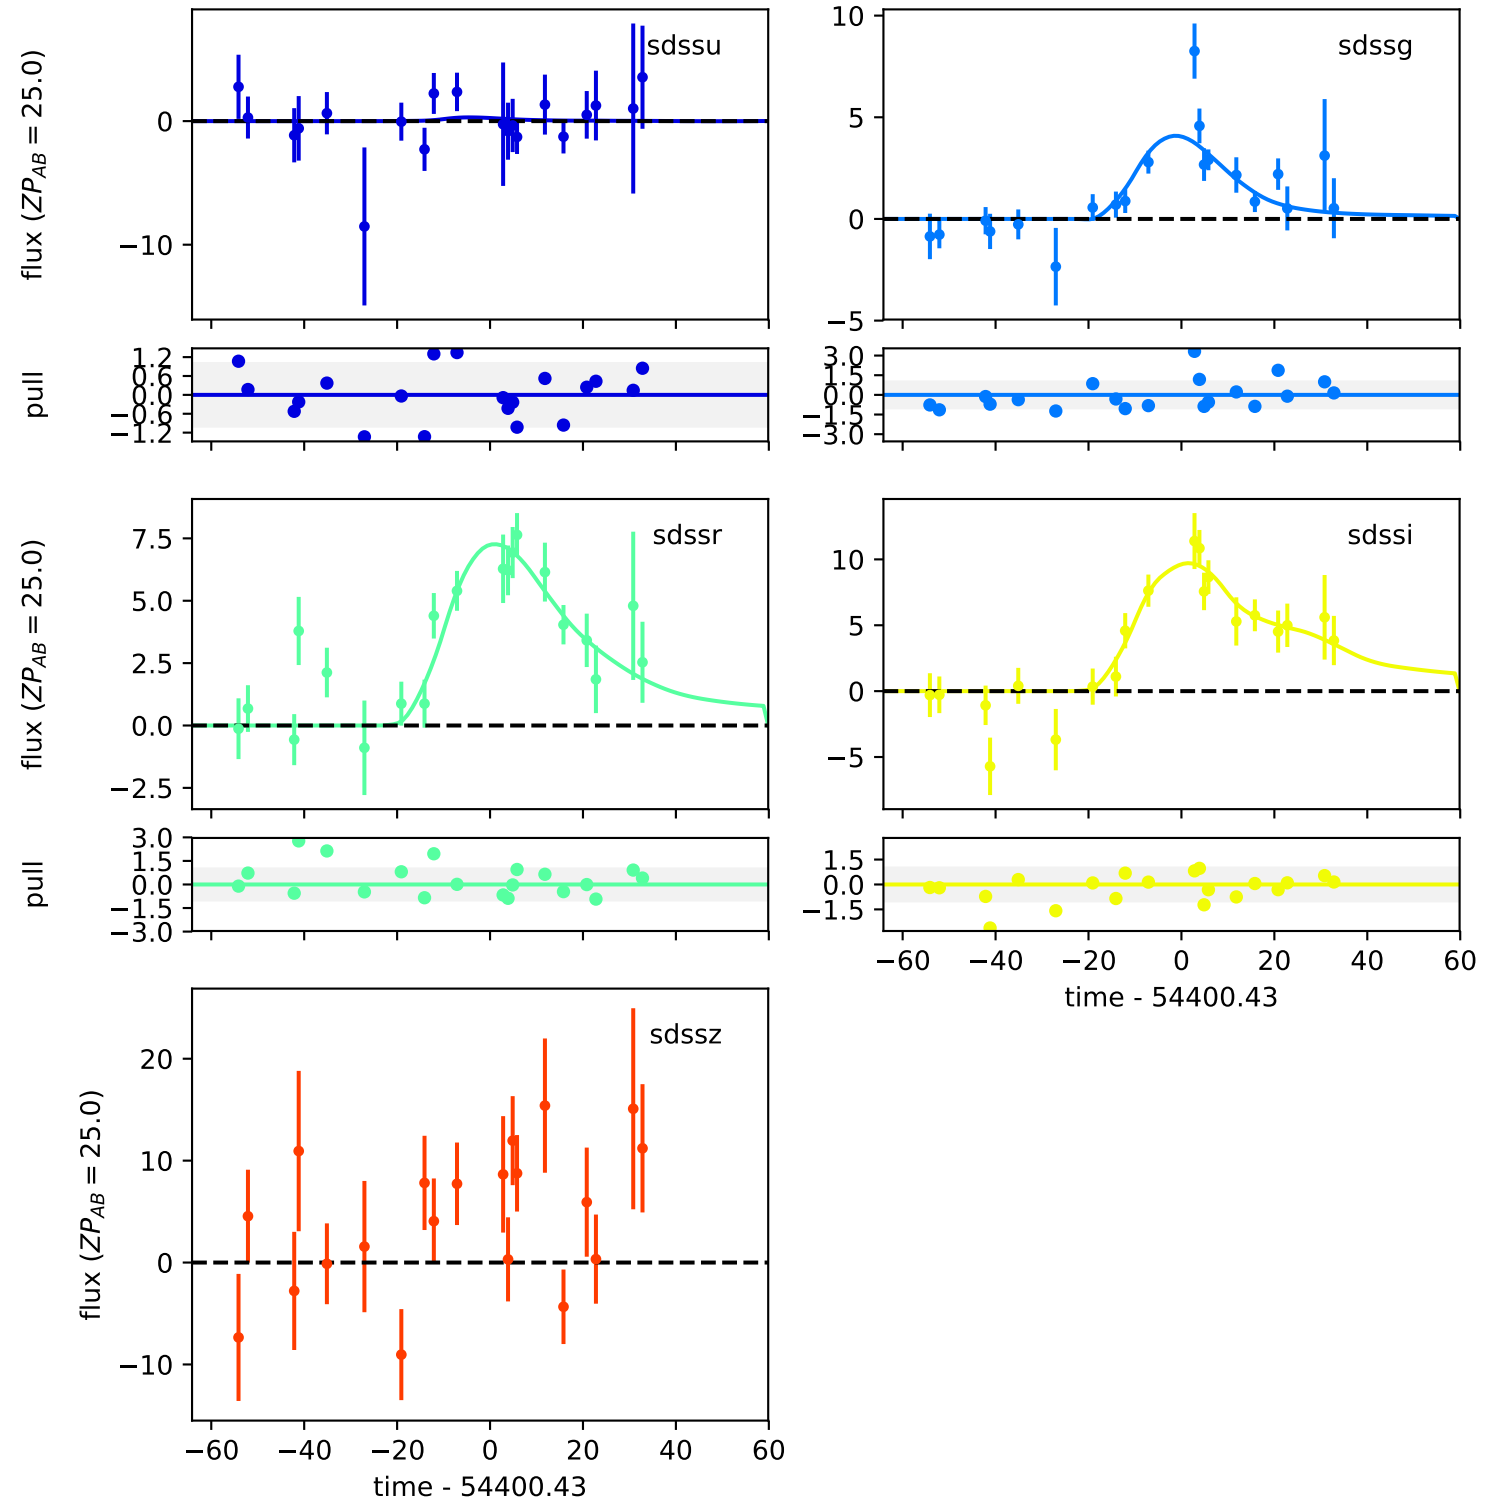 sdssu
flux (ZP_AB = 25.0)
0
−10
sdssg
10
5
0
−5
pull
1.2
0.6
0.0
−0.6
−1.2
3.0
1.5
0.0
−1.5
−3.0
sdssr
flux (ZP_AB = 25.0)
7.5
5.0
2.5
0.0
−2.5
sdssi
10
5
0
−5
pull
3.0
1.5
0.0
−1.5
−3.0
1.5
0.0
−1.5
−60 −40 −20 0 20 40 60
time - 54400.43
sdssz
flux (ZP_AB = 25.0)
20
10
0
−10
−60 −40 −20 0 20 40 60
time - 54400.43